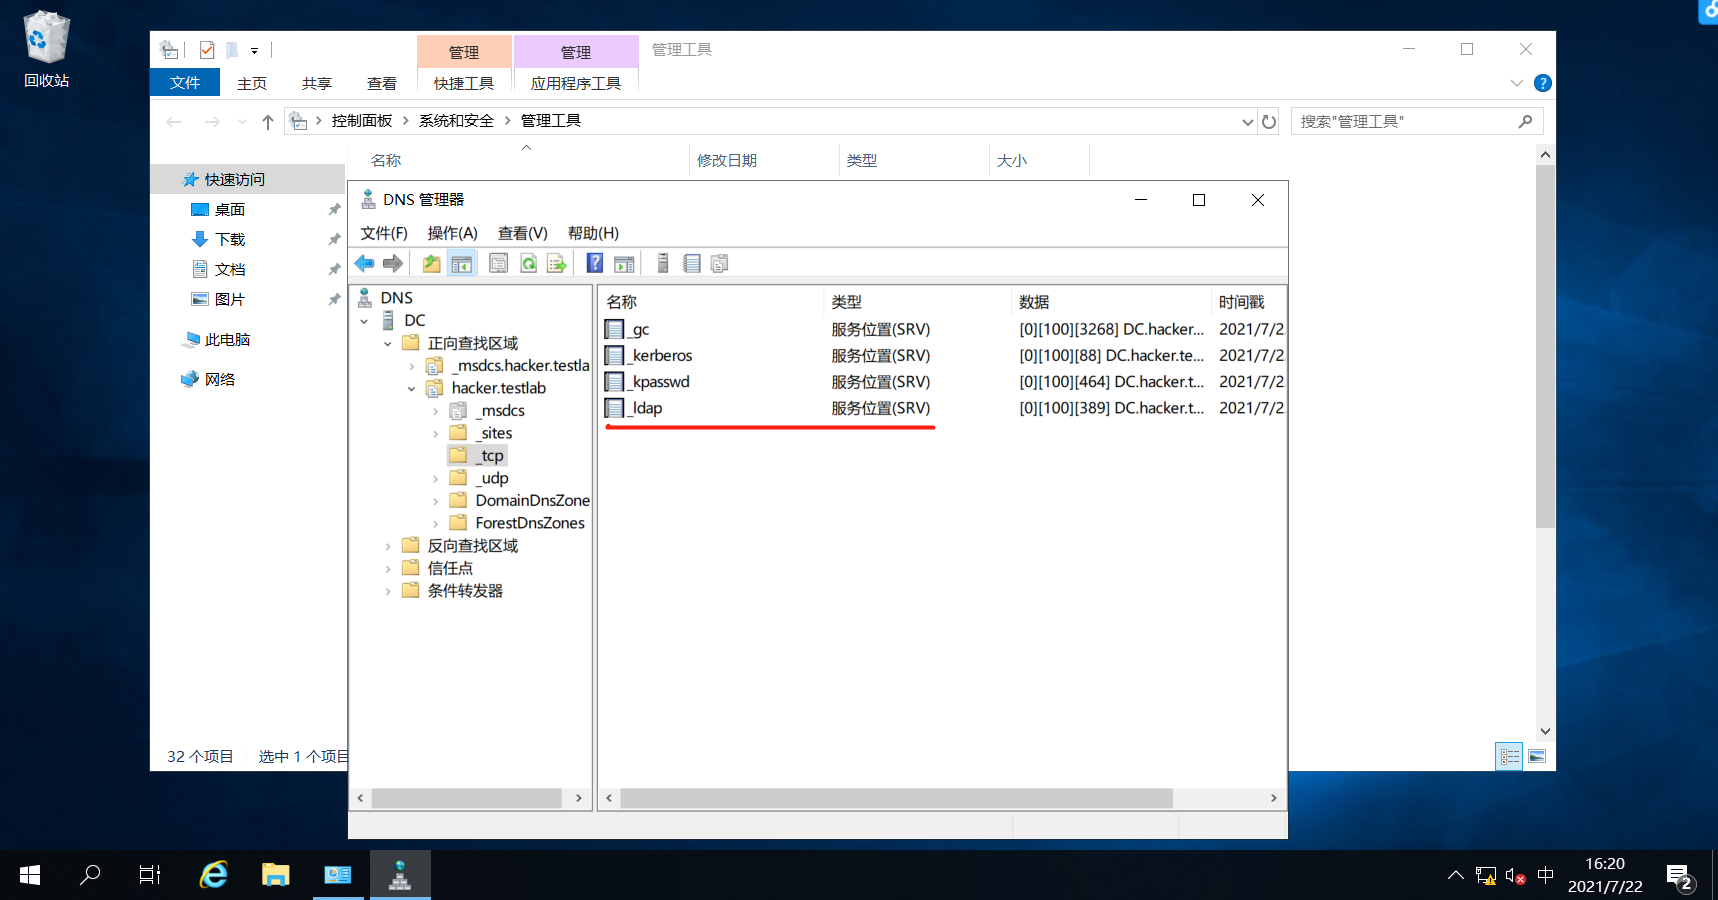 回收站
管理
管理
管理工具
文件
主页
共享
查看
快捷工具
应用程序工具
控制面板
系统和安全
管理工具
搜索"管理工具"
名称
修改日期
类型
大小
快速访问
桌面
下载
文档
图片
此电脑
网络
32 个项目
选中 1 个项目
DNS 管理器
文件(F) 操作(A) 查看(V) 帮助(H)
DNS
DC
正向查找区域
_msdcs.hacker.testla
hacker.testlab
_msdcs
_sites
_tcp
_udp
DomainDnsZone
ForestDnsZones
反向查找区域
信任点
条件转发器
名称 类型 数据 时间戳
_gc 服务位置(SRV) [0][100][3268] DC.hacker... 2021/7/2
_kerberos 服务位置(SRV) [0][100][88] DC.hacker.te... 2021/7/2
_kpasswd 服务位置(SRV) [0][100][464] DC.hacker.t... 2021/7/2
_ldap 服务位置(SRV) [0][100][389] DC.hacker.t... 2021/7/2
中
16:20
2021/7/22
2